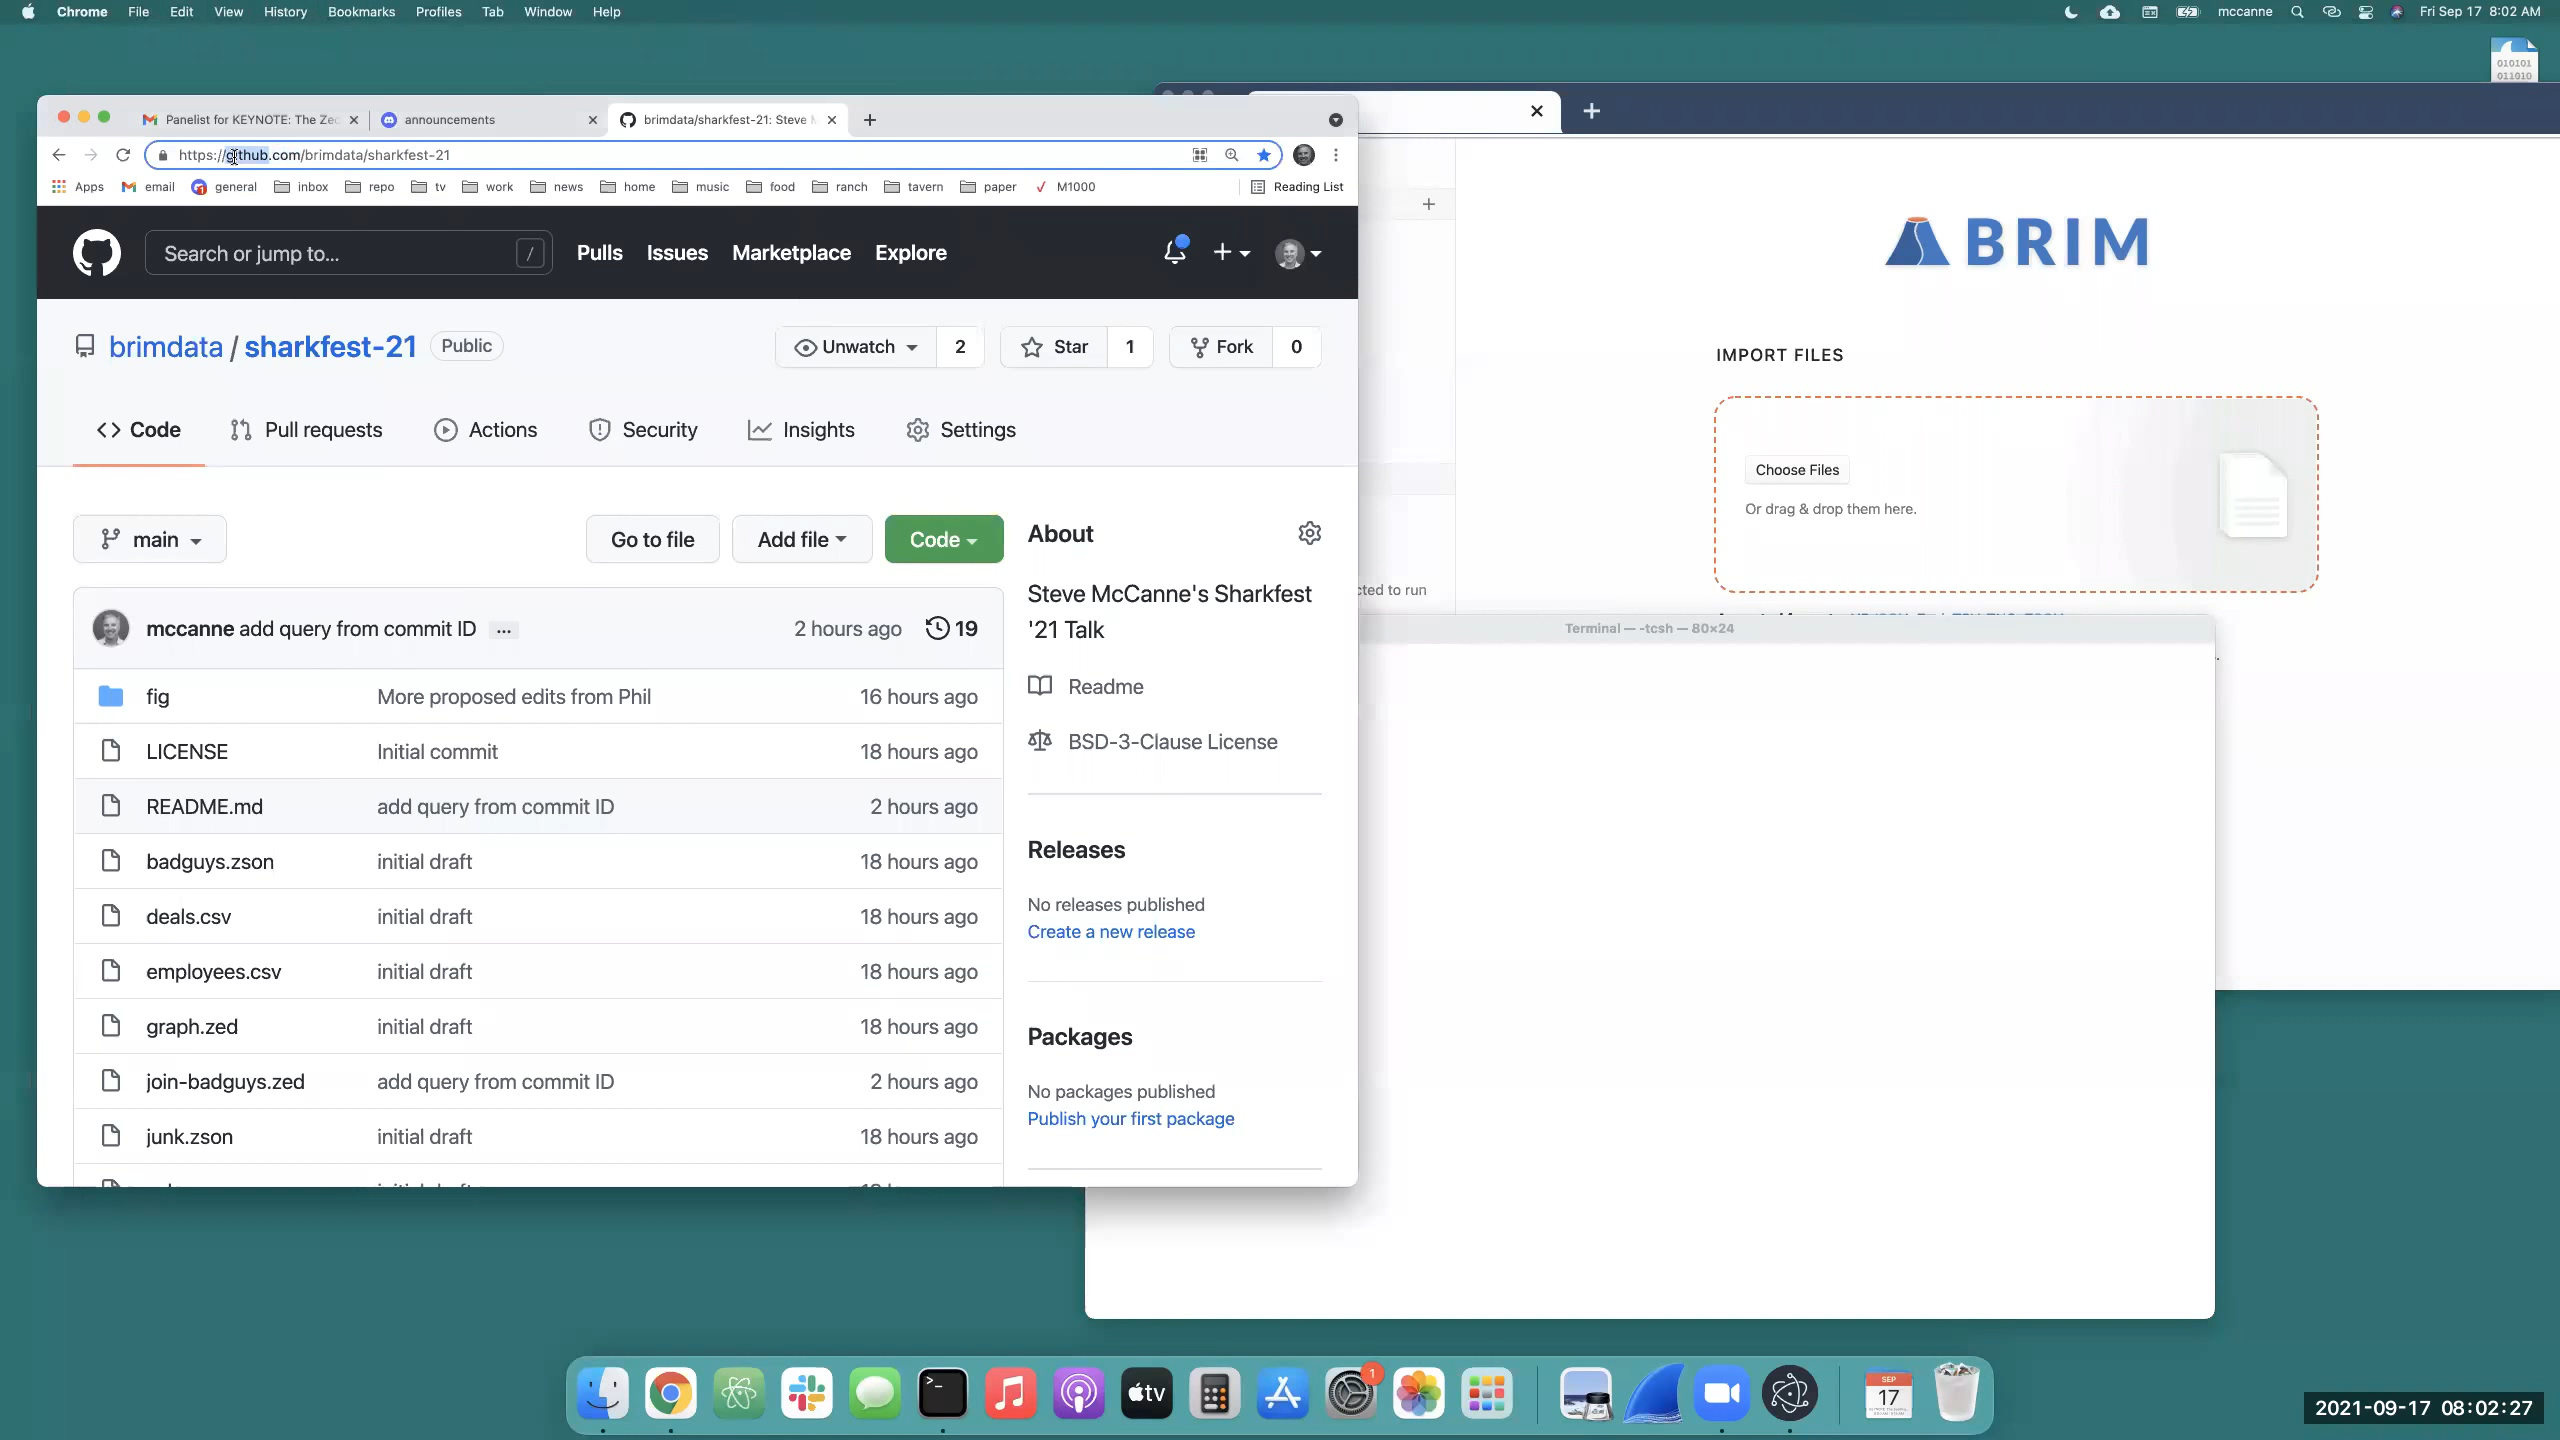 Chrome File Edit View History Bookmarks Profiles Tab Window Help
mccanne Fri Sep 17 8:02 AM
010101
011010
Panelist for KEYNOTE: The Zed
announcements
brimdata/sharkfest-21: Steve M
https://github.com/brimdata/sharkfest-21
Apps email general inbox repo tv work news home music food ranch tavern paper M1000 Reading List
Search or jump to... /
Pulls Issues Marketplace Explore
brimdata / sharkfest-21 Public
Unwatch 2 Star 1 Fork 0
Code Pull requests Actions Security Insights Settings
main Go to file Add file Code
mccanne add query from commit ID ... 2 hours ago 19
fig More proposed edits from Phil 16 hours ago
LICENSE Initial commit 18 hours ago
README.md add query from commit ID 2 hours ago
badguys.zson initial draft 18 hours ago
deals.csv initial draft 18 hours ago
employees.csv initial draft 18 hours ago
graph.zed initial draft 18 hours ago
join-badguys.zed add query from commit ID 2 hours ago
junk.zson initial draft 18 hours ago
About
Steve McCanne's Sharkfest
'21 Talk
Readme
BSD-3-Clause License
Releases
No releases published
Create a new release
Packages
No packages published
Publish your first package
BRIM
IMPORT FILES
Choose Files
Or drag & drop them here.
cted to run
Terminal — -tcsh — 80×24
tv
1
SEP
17
2021-09-17 08:02:27